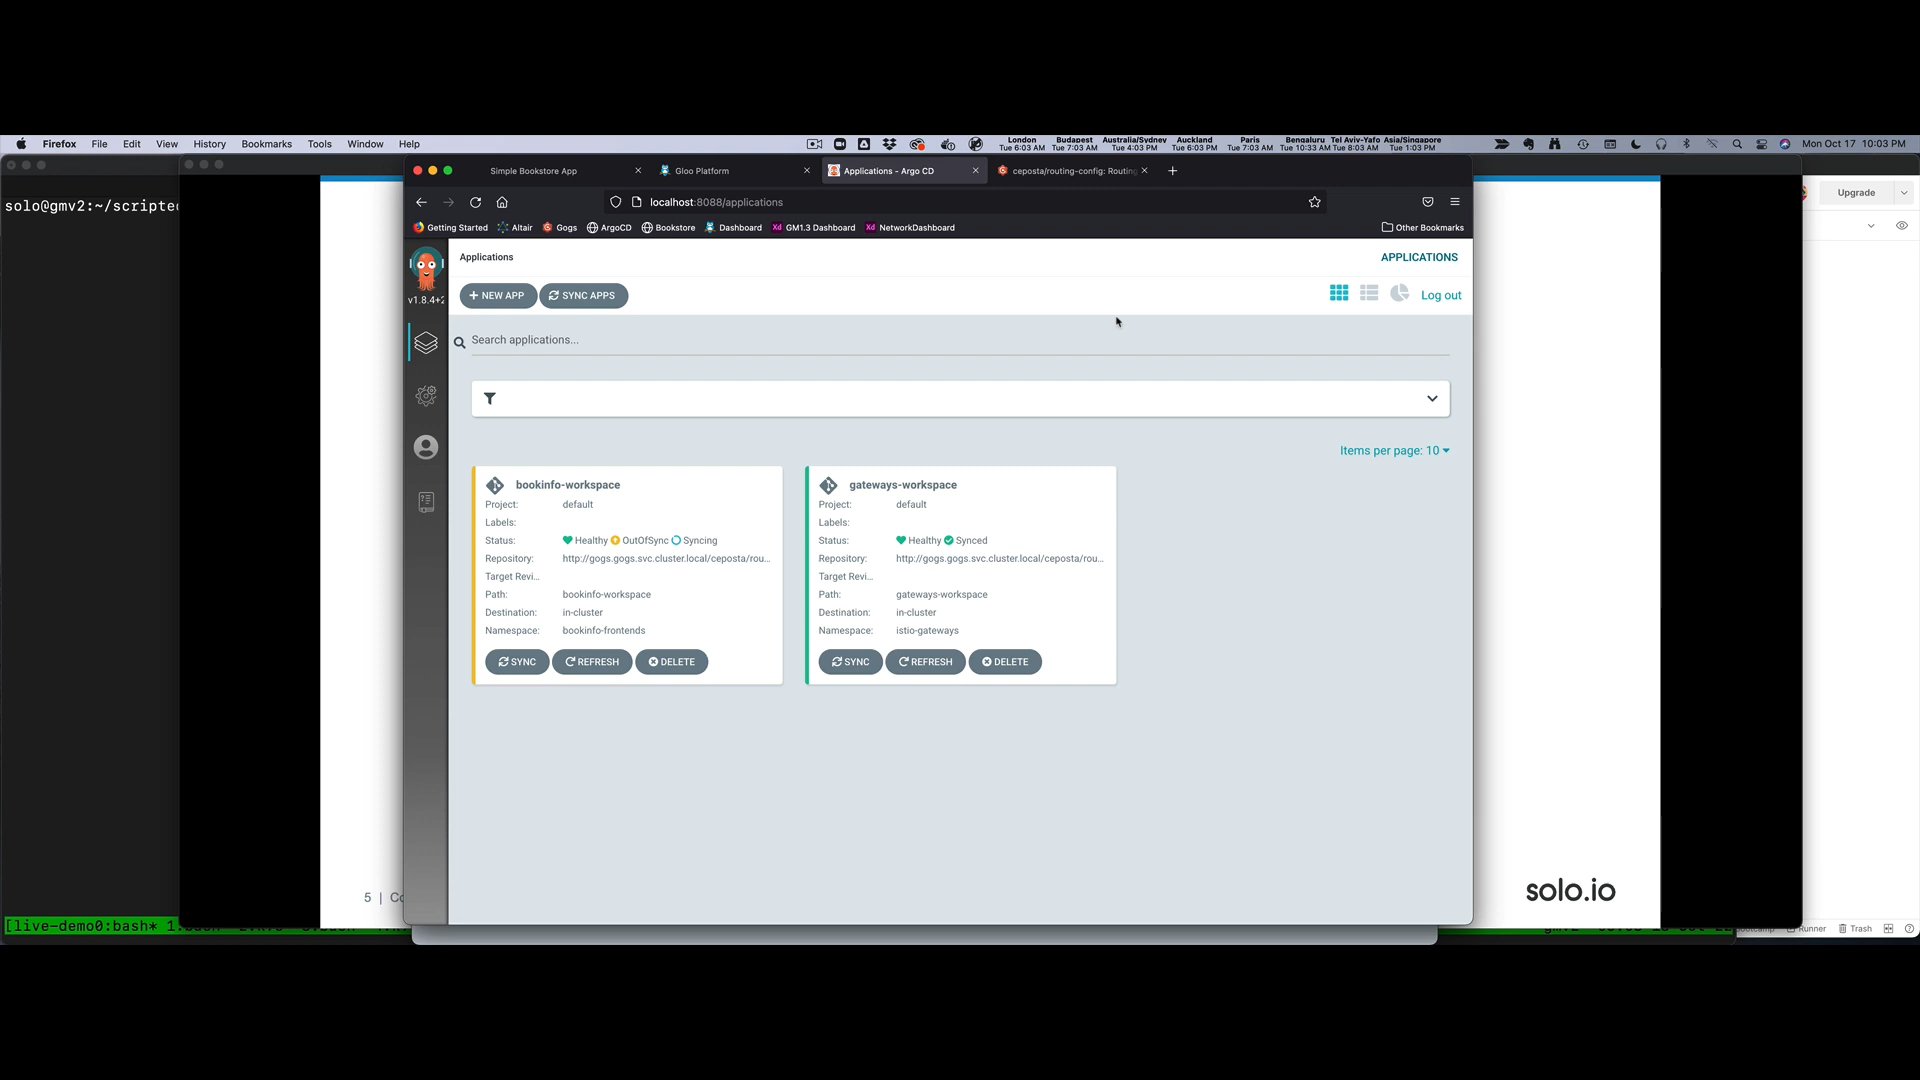 Firefox File Edit View History Bookmarks Tools Window Help
London Budapest Australia/Sydney Auckland Paris Bengaluru Tel Aviv-Yafo Asia/Singapore
Tue 6:03 AM Tue 7:03 AM Tue 4:03 PM Tue 6:03 PM Tue 7:03 AM Tue 10:33 AM Tue 8:03 AM Tue 1:03 PM
Mon Oct 17 10:03 PM
Simple Bookstore App
Gloo Platform
Applications - Argo CD
ceposta/routing-config: Routing
localhost:8088/applications
Upgrade
solo@gmv2:~/scripted
Getting Started Altair Gogs ArgoCD Bookstore Dashboard GM1.3 Dashboard NetworkDashboard Other Bookmarks
Applications
APPLICATIONS
v1.8.4+2
NEW APP
SYNC APPS
Log out
Search applications...
Items per page: 10
bookinfo-workspace
Project: default
Labels:
Status: Healthy OutOfSync Syncing
Repository: http://gogs.gogs.svc.cluster.local/ceposta/rou...
Target Revi...
Path: bookinfo-workspace
Destination: in-cluster
Namespace: bookinfo-frontends
SYNC REFRESH DELETE
gateways-workspace
Project: default
Labels:
Status: Healthy Synced
Repository: http://gogs.gogs.svc.cluster.local/ceposta/rou...
Target Revi...
Path: gateways-workspace
Destination: in-cluster
Namespace: istio-gateways
SYNC REFRESH DELETE
5 | Co
solo.io
[live-demo0:bash* 1:
Runner Trash